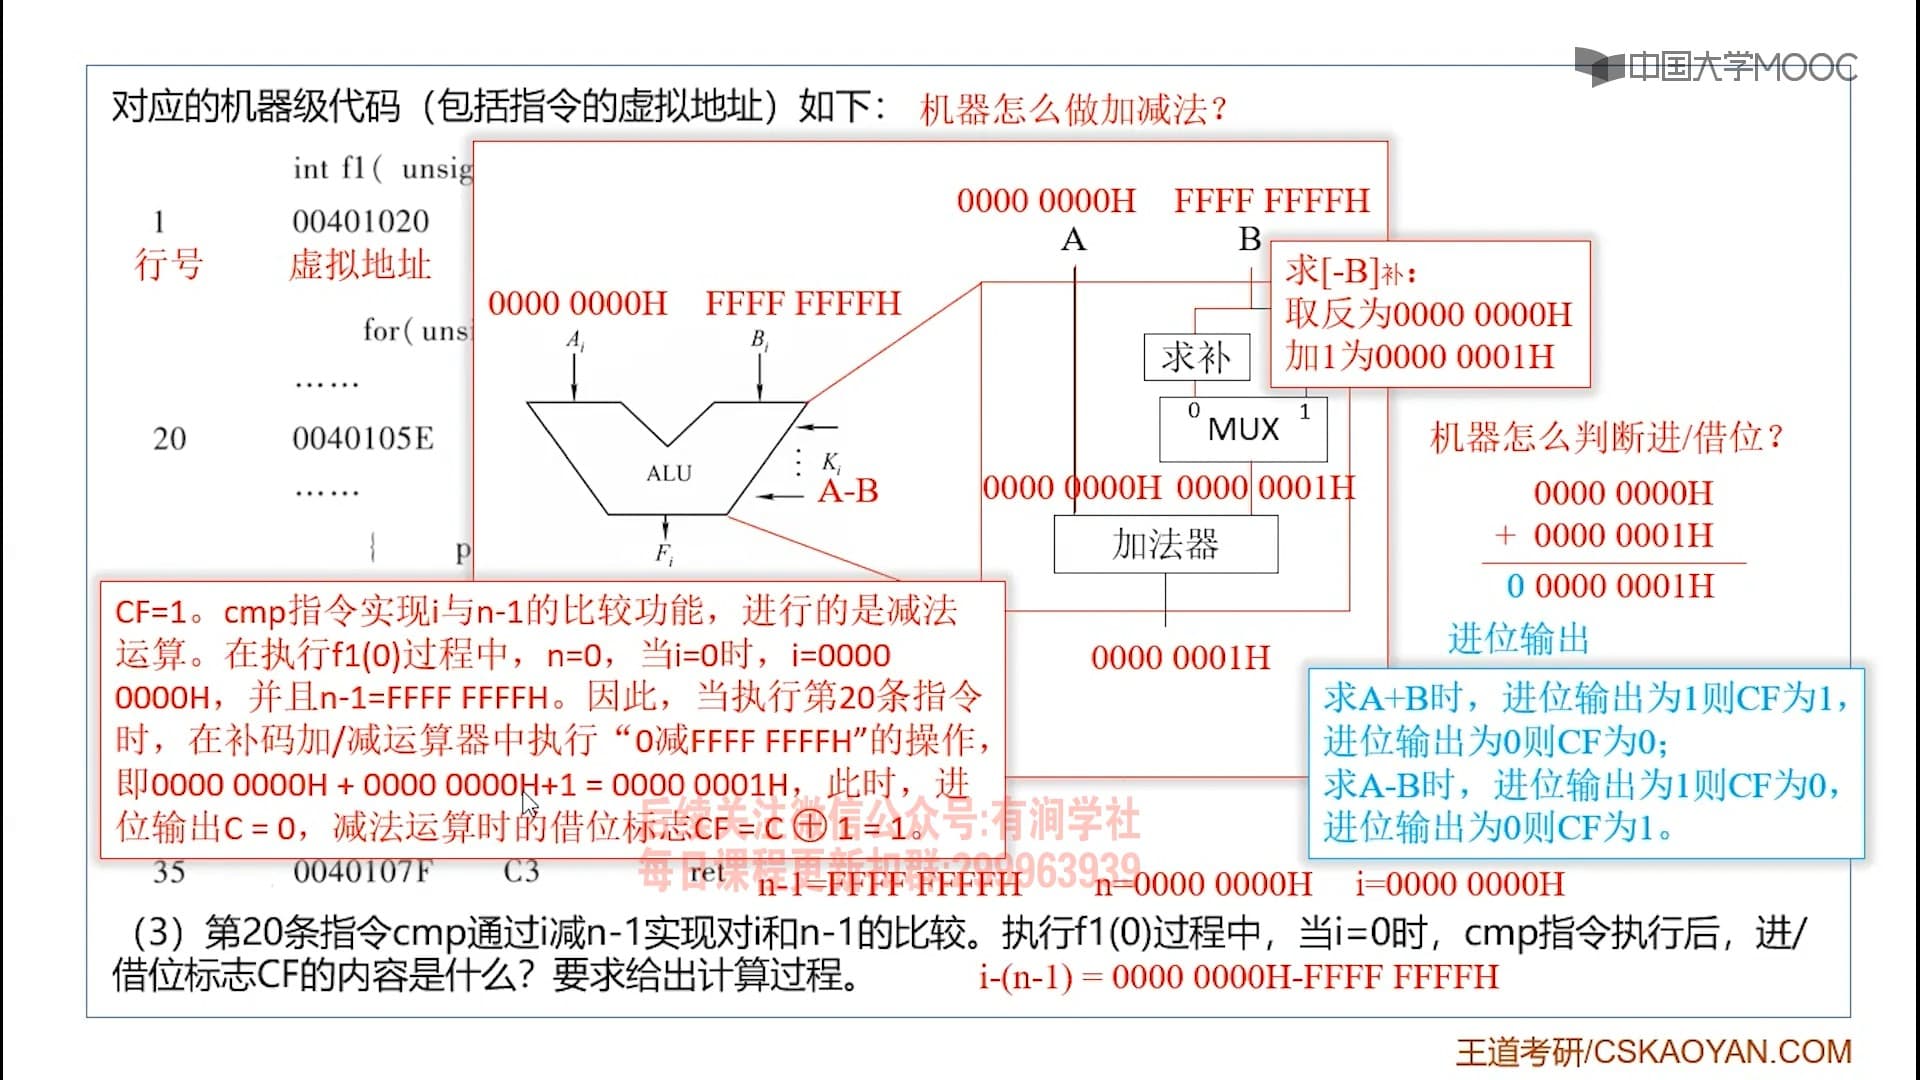 中国大学MOOC
对应的机器级代码（包括指令的虚拟地址）如下： 机器怎么做加减法？
int f1( unsig
1 00401020
行号 虚拟地址
for( uns
……
20 0040105E
……
{ p
0000 0000H FFFF FFFFH
A B
0000 0000H FFFF FFFFH
Ai Bi
ALU
Ki
A-B
Fi
求[-B]补：
取反为0000 0000H
加1为0000 0001H
求补
0 1
MUX
0000 0000H 0000 0001H
加法器
0000 0001H
机器怎么判断进/借位？
0000 0000H
+ 0000 0001H
0 0000 0001H
进位输出
求A+B时，进位输出为1则CF为1，
进位输出为0则CF为0；
求A-B时，进位输出为1则CF为0，
进位输出为0则CF为1。
CF=1。cmp指令实现i与n-1的比较功能，进行的是减法
运算。在执行f1(0)过程中，n=0，当i=0时，i=0000
0000H，并且n-1=FFFF FFFFH。因此，当执行第20条指令
时，在补码加/减运算器中执行“0减FFFF FFFFH”的操作，
即0000 0000H + 0000 0000H+1 = 0000 0001H，此时，进
位输出C = 0，减法运算时的借位标志CF = C ⊕ 1 = 1。
后续关注微信公众号:有涧学社
每日课程更新扣群:299963939
35 0040107F C3 ret
n-1=FFFF FFFFH n=0000 0000H i=0000 0000H
（3）第20条指令cmp通过i减n-1实现对i和n-1的比较。执行f1(0)过程中，当i=0时，cmp指令执行后，进/
借位标志CF的内容是什么？要求给出计算过程。 i-(n-1) = 0000 0000H-FFFF FFFFH
王道考研/CSKAOYAN.COM